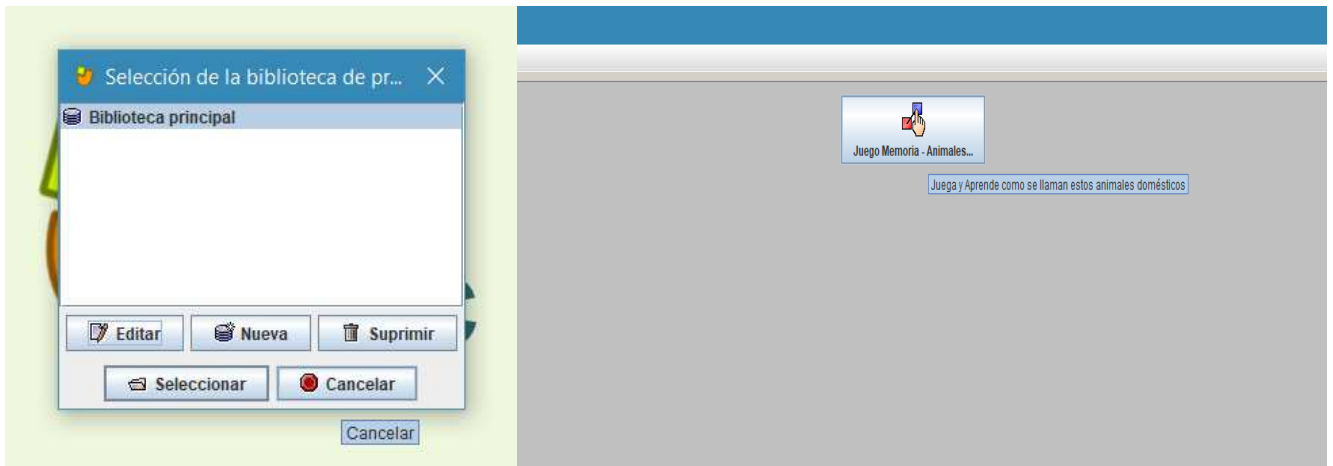 Selección de la biblioteca de pr...
Biblioteca principal
Editar
Nueva
Suprimir
Seleccionar
Cancelar
Cancelar
Juego Memoria - Animales...
Juega y Aprende como se llaman estos animales domésticos